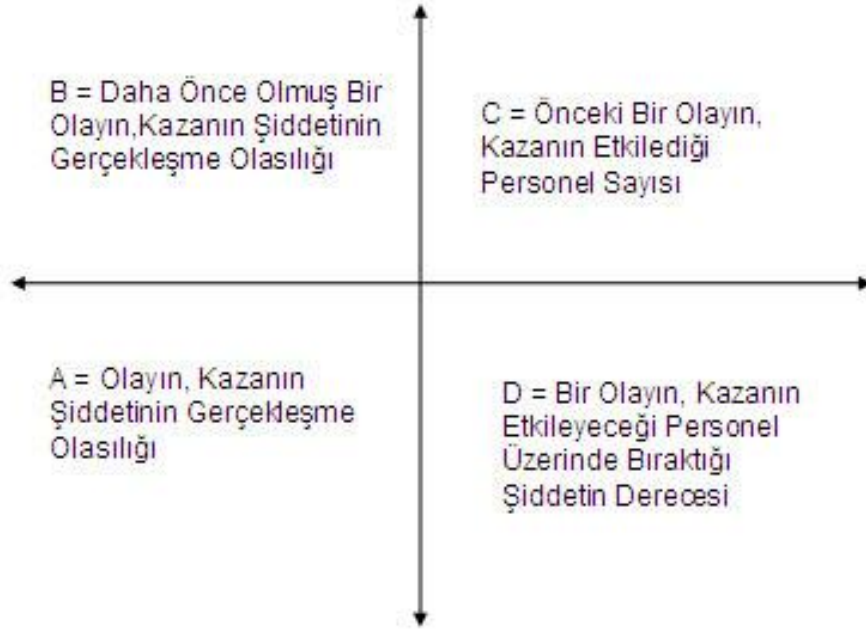 B = Daha Önce Olmuş Bir
Olayın,Kazanın Şiddetinin
Gerçekleşme Olasılığı
C = Önceki Bir Olayın,
Kazanın Etkilediği
Personel Sayısı
A = Olayın, Kazanın
Şiddetinin Gerçekleşme
Olasılığı
D = Bir Olayın, Kazanın
Etkileyeceği Personel
Üzerinde Bıraktığı
Şiddetin Derecesi